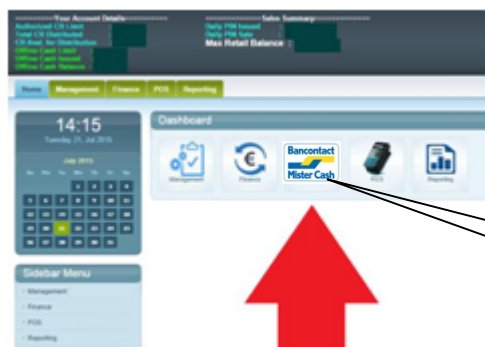 Your Account Details
Authorized CR Limit :
Total CR Distributed :
CR Avail. for Distribution :
Offline Cash Limit :
Offline Cash Issued :
Offline Cash Balance :
Sales Summary
Daily PIN Issued :
Daily PIN Sale :
Max Retail Balance :
Home Management Finance POS Reporting
14:15
Tuesday 21, Jul 2015
July 2015
Dashboard
Management
Finance
Bancontact
Mister Cash
POS
Reporting
Sidebar Menu
- Management
- Finance
- POS
- Reporting